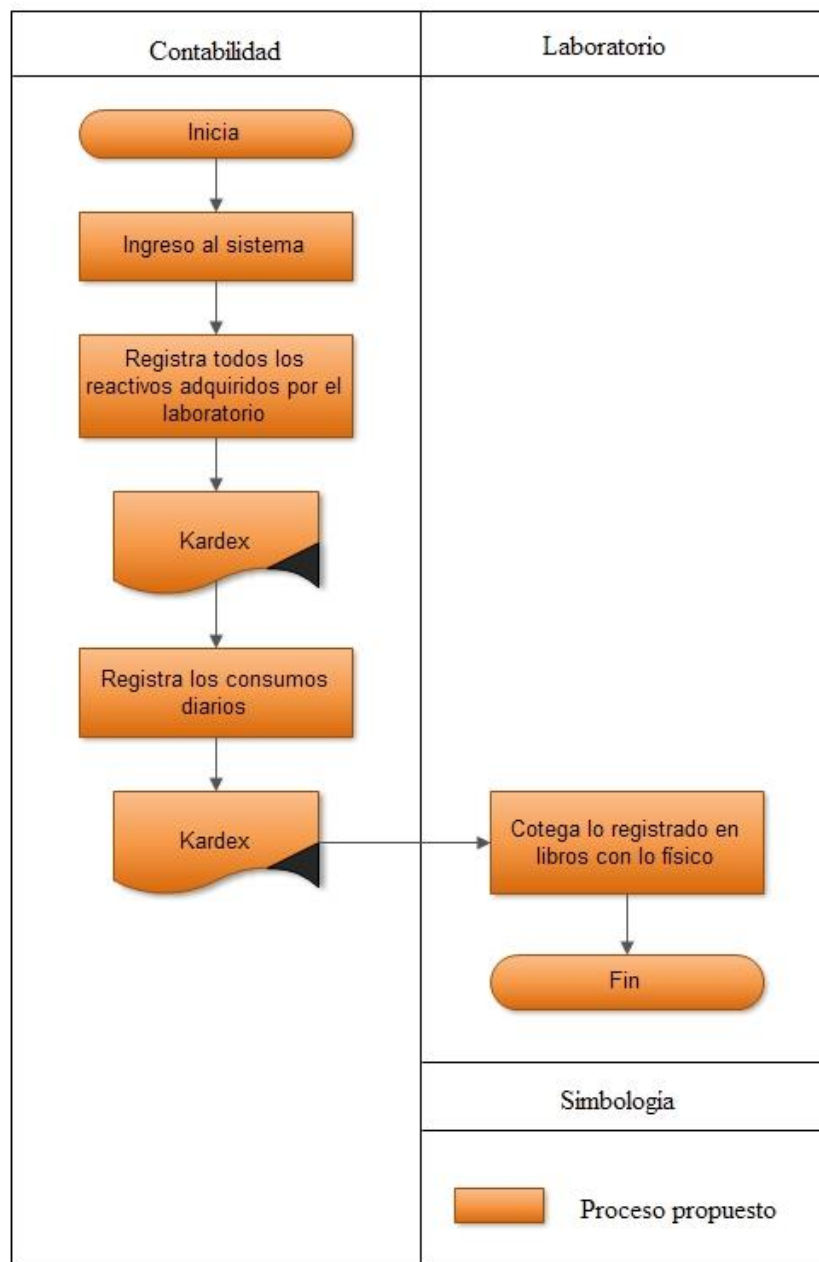 Contabilidad
Laboratorio
Inicia
Ingreso al sistema
Registra todos los
reactivos adquiridos por el
laboratorio
Kardex
Registra los consumos
diarios
Kardex
Cotega lo registrado en
libros con lo físico
Fin
Simbología
Proceso propuesto